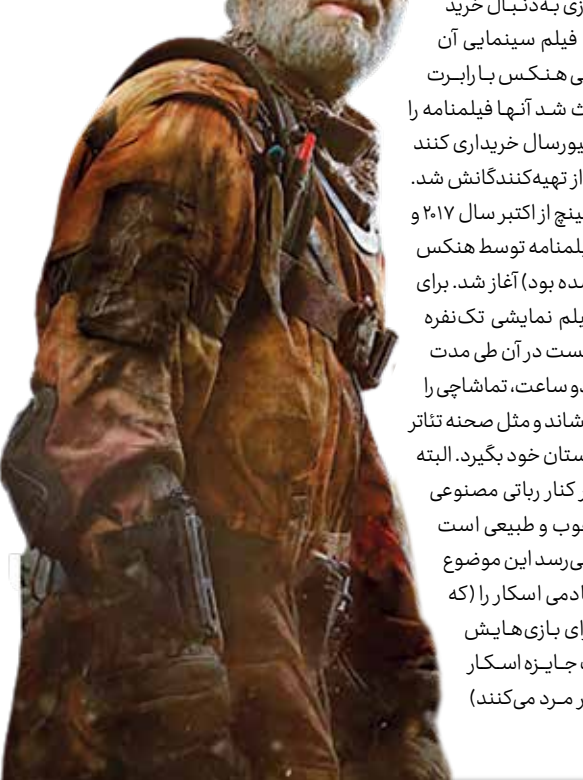 زی به‌دنبال خرید
فیلم سینمایی آن
ی هنکس با رابرت
ث شد آنها فیلمنامه را
یورسال خریداری کنند
از تهیه‌کنندگانش شد.
ینچ از اکتبر سال ۲۰۱۷ و
یلمنامه توسط هنکس
ده بود) آغاز شد. برای
یلم نمایشی تک‌نفره
ست در آن طی مدت
دو ساعت، تماشاچی را
شاند و مثل صحنه تئاتر
ستان خود بگیرد. البته
ر کنار رباتی مصنوعی
وب و طبیعی است
ی‌رسد این موضوع
ادمی اسکار را (که
رای بازی‌هایش
جایزه اسکار
ر مرد می‌کنند)